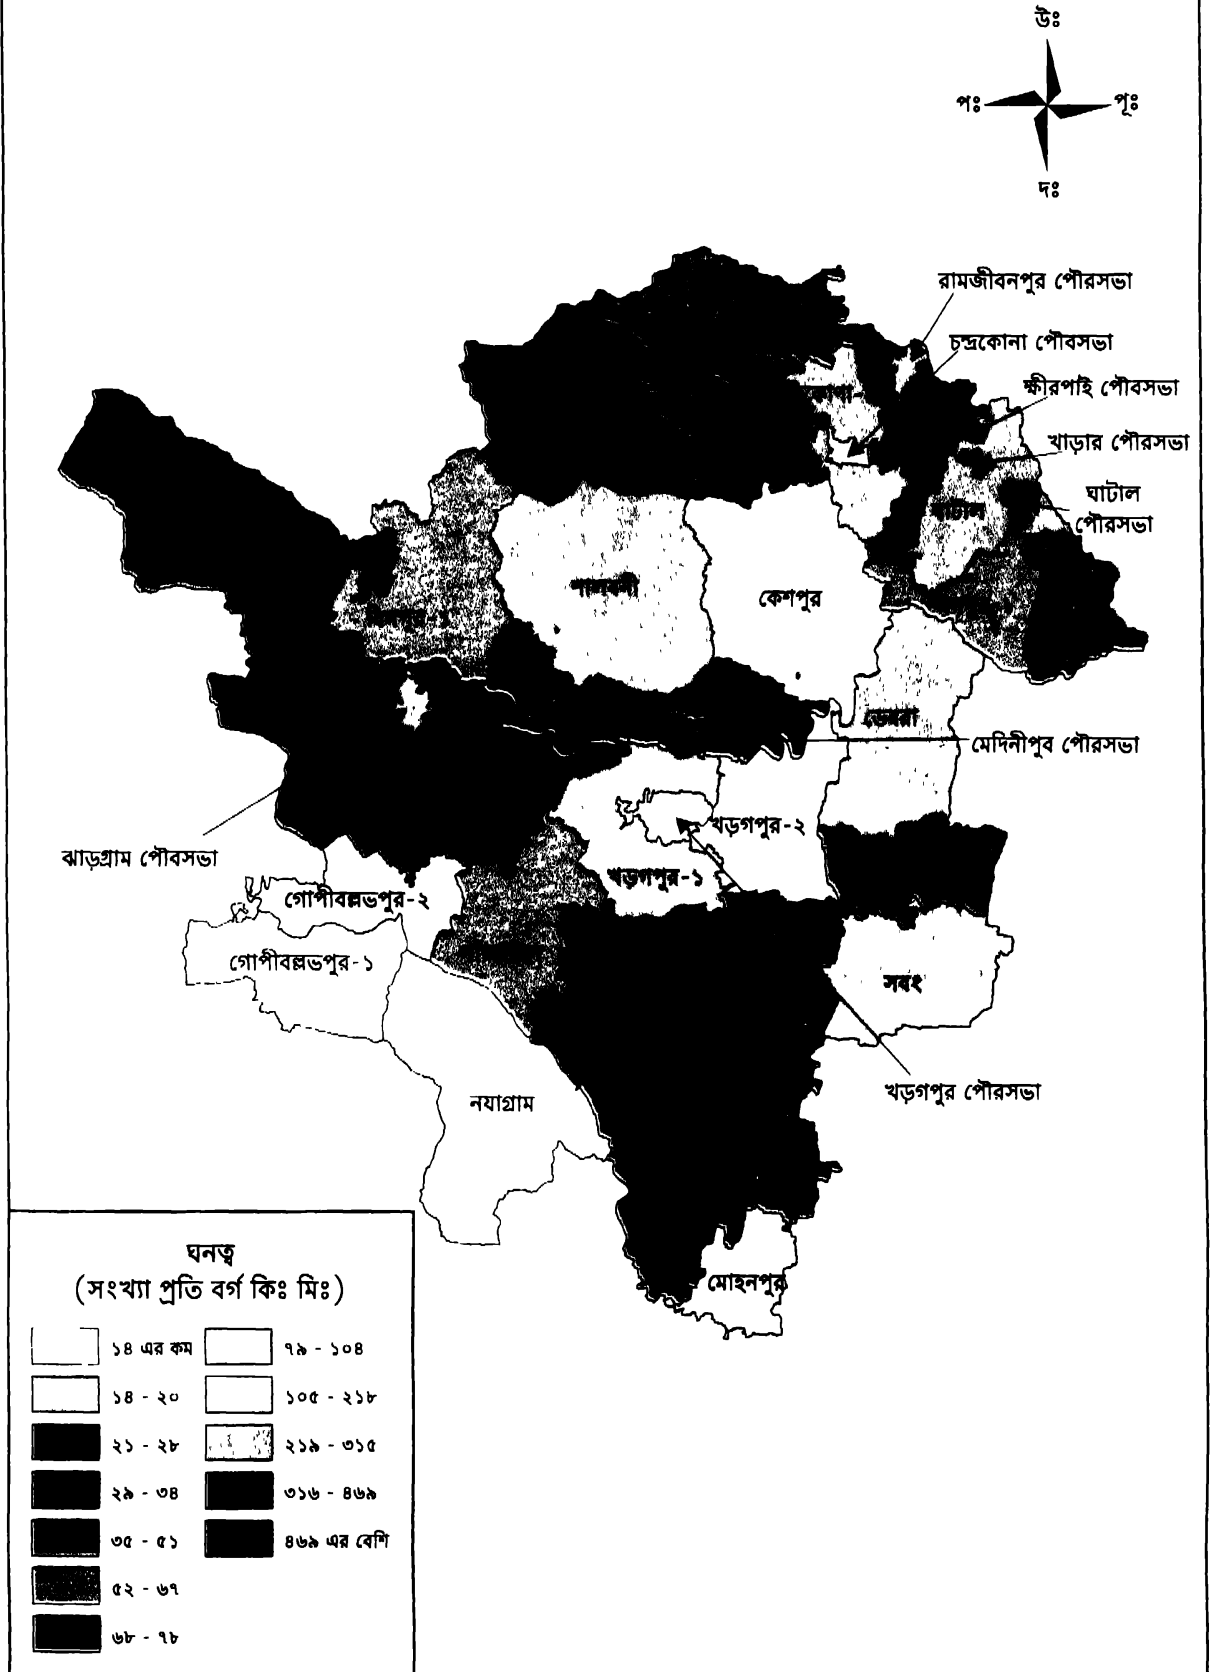 উঃ
পঃ
পূঃ
দঃ
রামজীবনপুর পৌরসভা
চন্দ্রকোনা পৌবসভা
ক্ষীরপাই পৌবসভা
খাড়ার পৌরসভা
ঘাটাল
পৌরসভা
ঘাটাল
শালবনী
কেশপুর
ডেবরা
মেদিনীপুব পৌরসভা
খড়গপুর-২
ঝাড়গ্রাম পৌবসভা
খড়গপুর-১
গোপীবল্লভপুর-২
গোপীবল্লভপুর-১
সবং
খড়গপুর পৌরসভা
নযাগ্রাম
মোহনপুর
ঘনত্ব
(সংখ্যা প্রতি বর্গ কিঃ মিঃ)
১৪ এর কম
১৪ - ২০
২১ - ২৮
২৯ - ৩৪
৩৫ - ৫১
৫২ - ৬৭
৬৮ - ৭৮
৭৯ - ১০৪
১০৫ - ২১৮
২১৯ - ৩১৫
৩১৬ - ৪৬৯
৪৬৯ এর বেশি